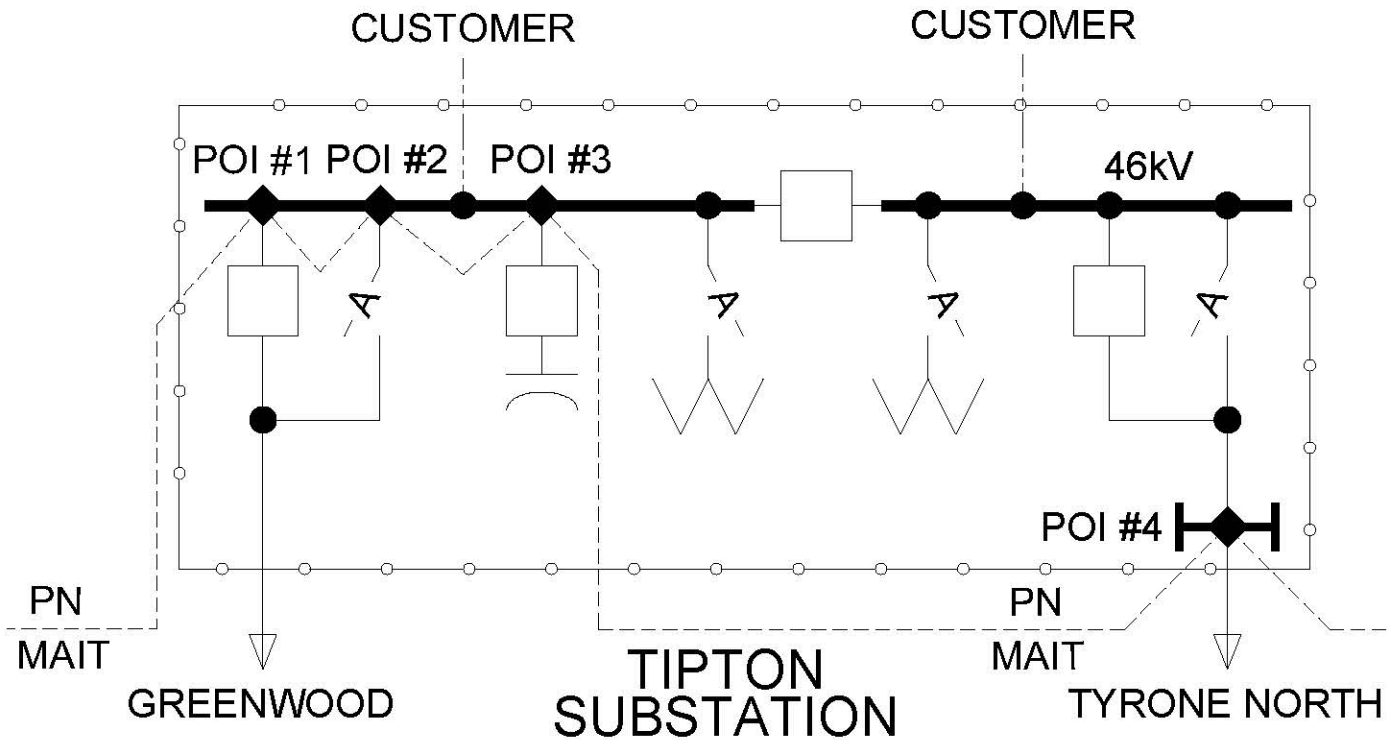 CUSTOMER
CUSTOMER
POI #1
POI #2
POI #3
46kV
A
A
A
A
POI #4
PN
MAIT
PN
MAIT
GREENWOOD
TIPTON
SUBSTATION
TYRONE NORTH